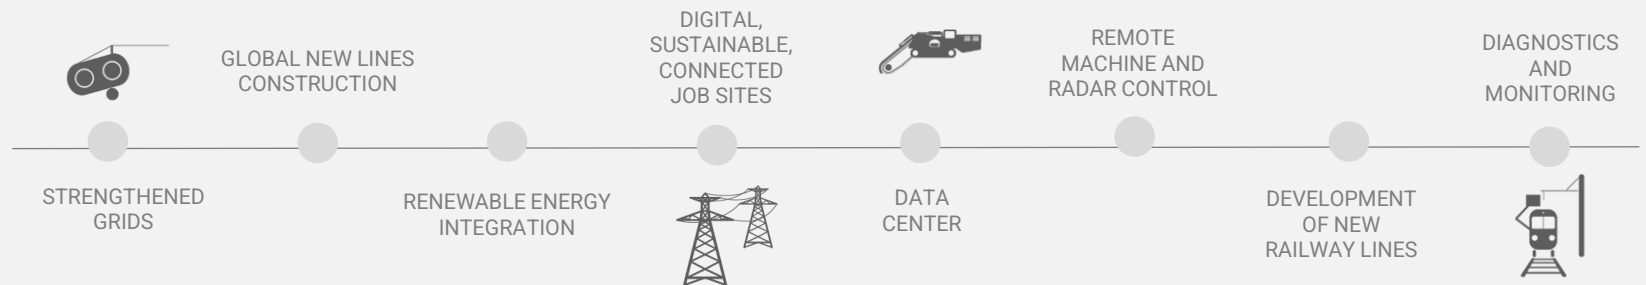 STRENGTHENED
GRIDS
GLOBAL NEW LINES
CONSTRUCTION
RENEWABLE ENERGY
INTEGRATION
DIGITAL,
SUSTAINABLE,
CONNECTED
JOB SITES
DATA
CENTER
REMOTE
MACHINE AND
RADAR CONTROL
DEVELOPMENT
OF NEW
RAILWAY LINES
DIAGNOSTICS
AND
MONITORING